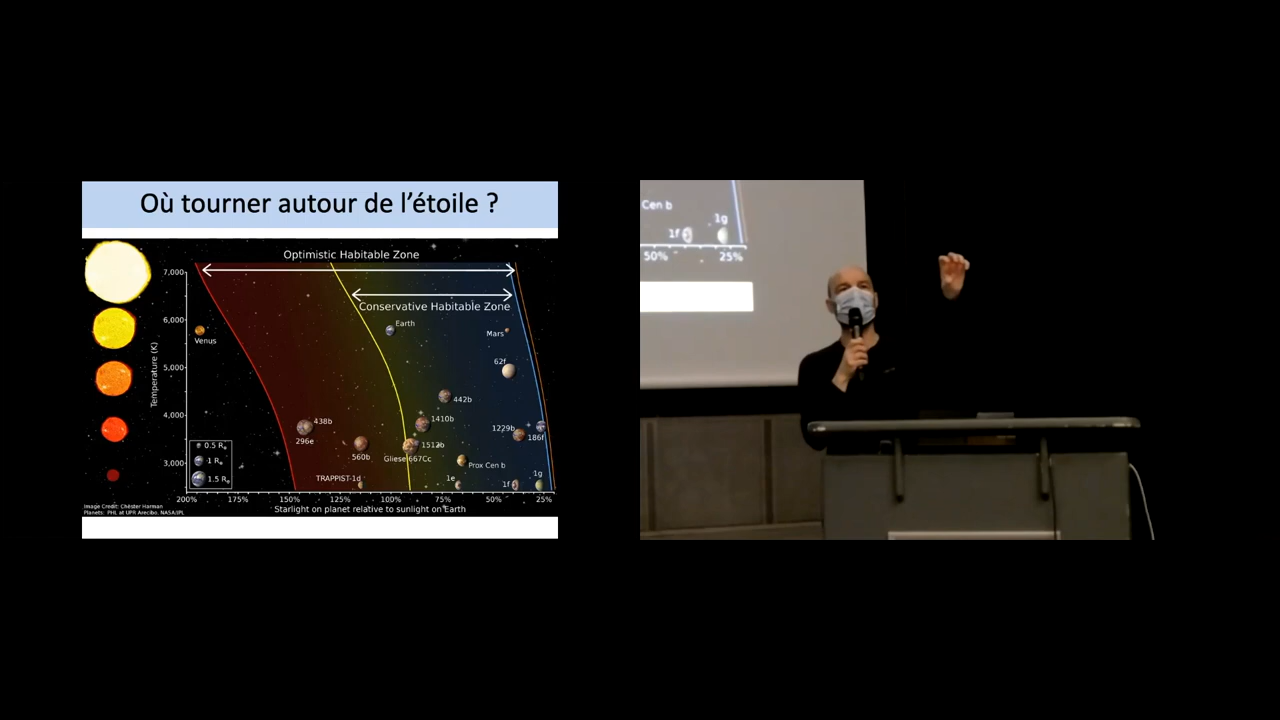 Où tourner autour de l'étoile ?
Optimistic Habitable Zone
Conservative Habitable Zone
7,000
6,000
5,000
4,000
3,000
Temperature (K)
Venus
Earth
Mars
62f
442b
438b
296e
1410b
1229b
186f
560b
1512b
Gliese 667Cc
Prox Cen b
TRAPPIST-1d
1e
1f
1g
0.5 R⊕
1 R⊕
1.5 R⊕
200% 175% 150% 125% 100% 75% 50% 25%
Starlight on planet relative to sunlight on Earth
Image Credit: Chester Harman
Planets: PHL at UPR Arecibo, NASA/JPL
Cen b
1g
1f
50% 25%